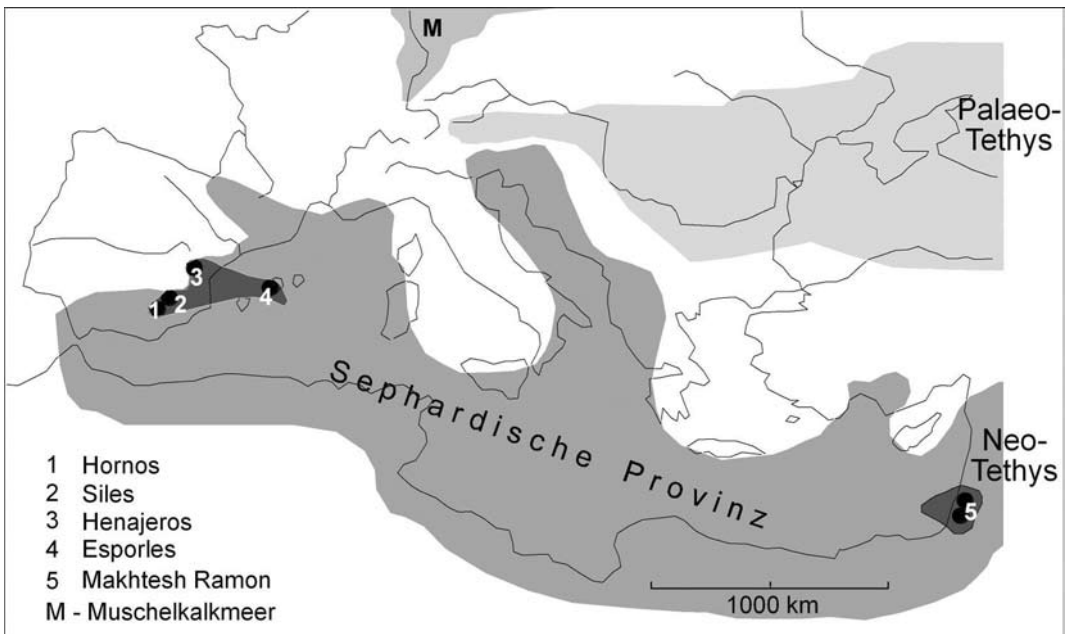 M
Palaeo-
Tethys
3
4
2
1
Sephardische Provinz
Neo-
Tethys
5
1 Hornos
2 Siles
3 Henajeros
4 Esporles
5 Makhtesh Ramon
M - Muschelkalkmeer
1000 km